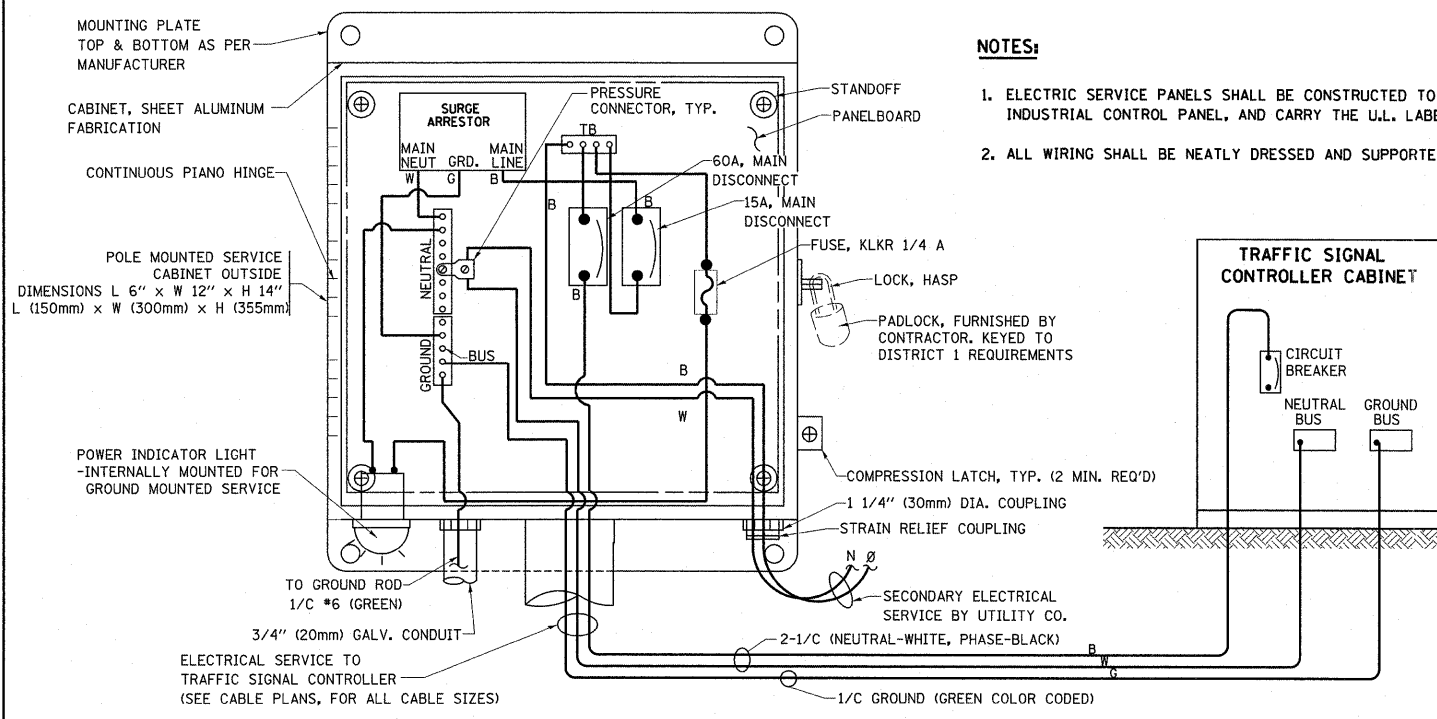 MOUNTING PLATE
TOP & BOTTOM AS PER
MANUFACTURER
CABINET, SHEET ALUMINUM
FABRICATION
CONTINUOUS PIANO HINGE
POLE MOUNTED SERVICE
CABINET OUTSIDE
DIMENSIONS L 6" x W 12" x H 14"
L (150mm) x W (300mm) x H (355mm)
POWER INDICATOR LIGHT
-INTERNALLY MOUNTED FOR
GROUND MOUNTED SERVICE
TO GROUND ROD
1/C #6 (GREEN)
3/4" (20mm) GALV. CONDUIT
ELECTRICAL SERVICE TO
TRAFFIC SIGNAL CONTROLLER
(SEE CABLE PLANS, FOR ALL CABLE SIZES)
SURGE
ARRESTOR
MAIN
NEUT
GRD.
MAIN
LINE
W
G
B
PRESSURE
CONNECTOR, TYP.
TB
60A, MAIN
DISCONNECT
15A, MAIN
DISCONNECT
B
B
B
NEUTRAL
GROUND
BUS
B
W
STANDOFF
PANELBOARD
FUSE, KLKR 1/4 A
LOCK, HASP
PADLOCK, FURNISHED BY
CONTRACTOR. KEYED TO
DISTRICT 1 REQUIREMENTS
COMPRESSION LATCH, TYP. (2 MIN. REQ'D)
1 1/4" (30mm) DIA. COUPLING
STRAIN RELIEF COUPLING
N Ø
SECONDARY ELECTRICAL
SERVICE BY UTILITY CO.
2-1/C (NEUTRAL-WHITE, PHASE-BLACK)
B
W
G
1/C GROUND (GREEN COLOR CODED)
NOTES:
1. ELECTRIC SERVICE PANELS SHALL BE CONSTRUCTED TO
INDUSTRIAL CONTROL PANEL, AND CARRY THE U.L. LABE
2. ALL WIRING SHALL BE NEATLY DRESSED AND SUPPORTE
TRAFFIC SIGNAL
CONTROLLER CABINET
CIRCUIT
BREAKER
NEUTRAL
BUS
GROUND
BUS